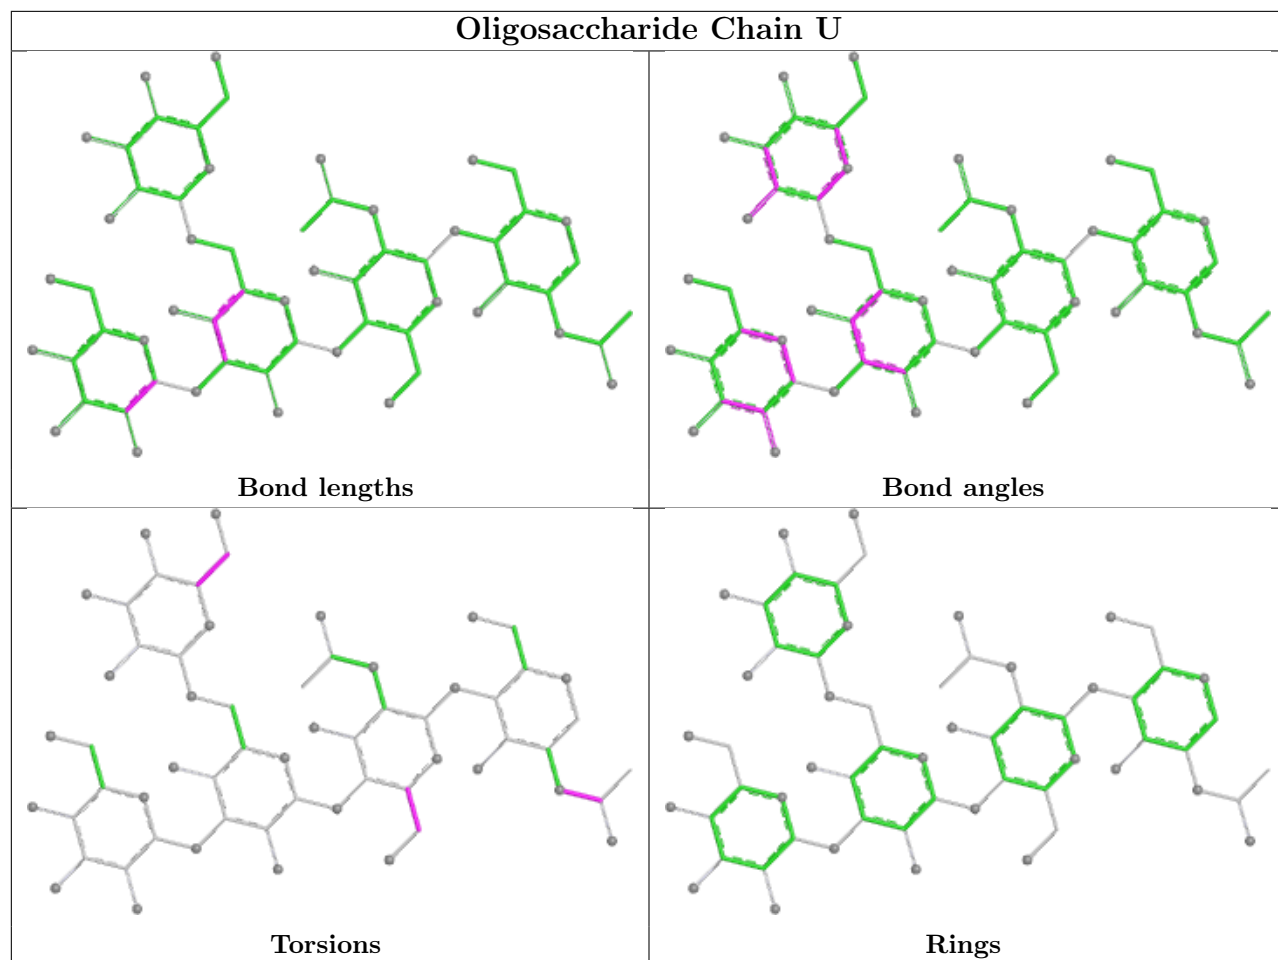 Oligosaccharide Chain U
Bond lengths
Bond angles
Torsions
Rings